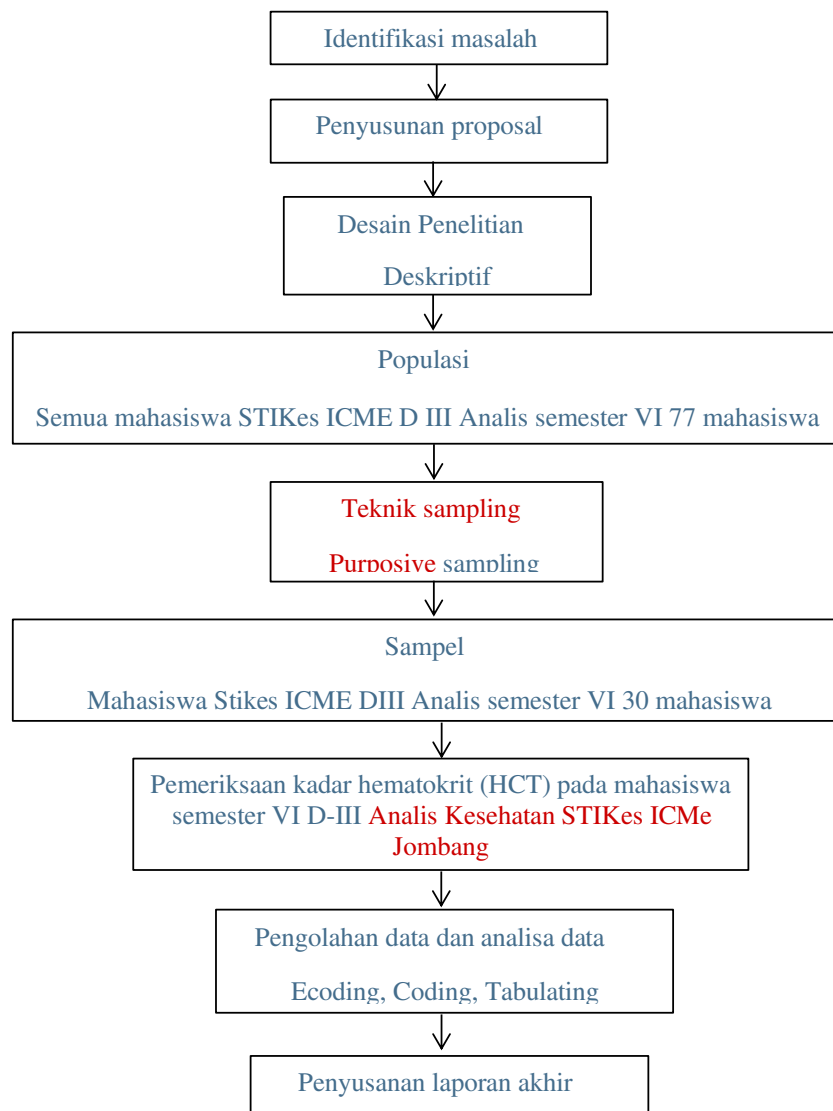 Identifikasi masalah
Penyusunan proposal
Desain Penelitian
Deskriptif
Populasi
Semua mahasiswa STIKes ICME D III Analis semester VI 77 mahasiswa
Teknik sampling
Purposive sampling
Sampel
Mahasiswa Stikes ICME DIII Analis semester VI 30 mahasiswa
Pemeriksaan kadar hematokrit (HCT) pada mahasiswa
semester VI D-III Analis Kesehatan STIKes ICMe
Jombang
Pengolahan data dan analisa data
Ecoding, Coding, Tabulating
Penyusanan laporan akhir